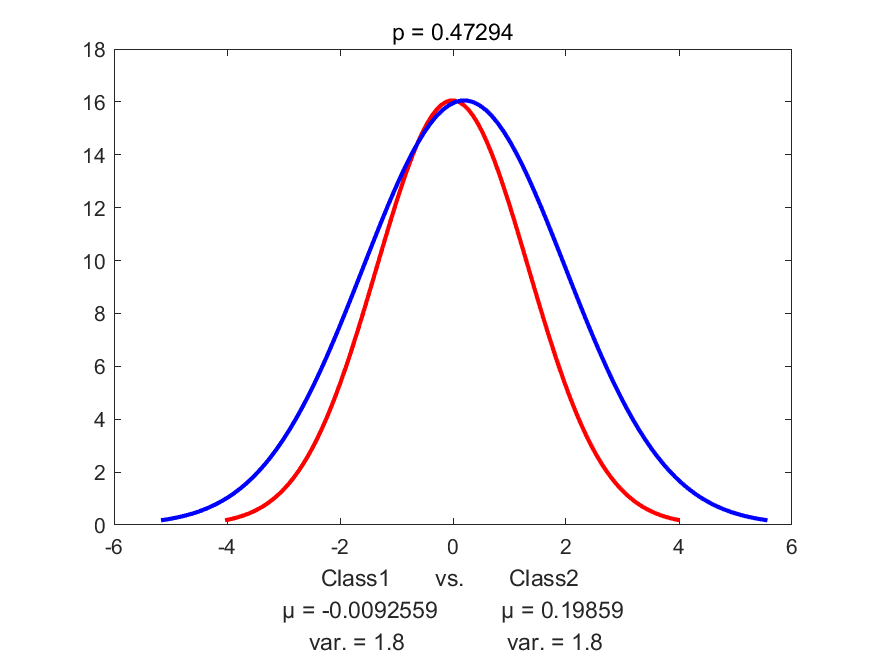 p = 0.47294
18
16
14
12
10
8
6
4
2
0
-6 -4 -2 0 2 4 6
Class1 vs. Class2
μ = -0.0092559 μ = 0.19859
var. = 1.8 var. = 1.8